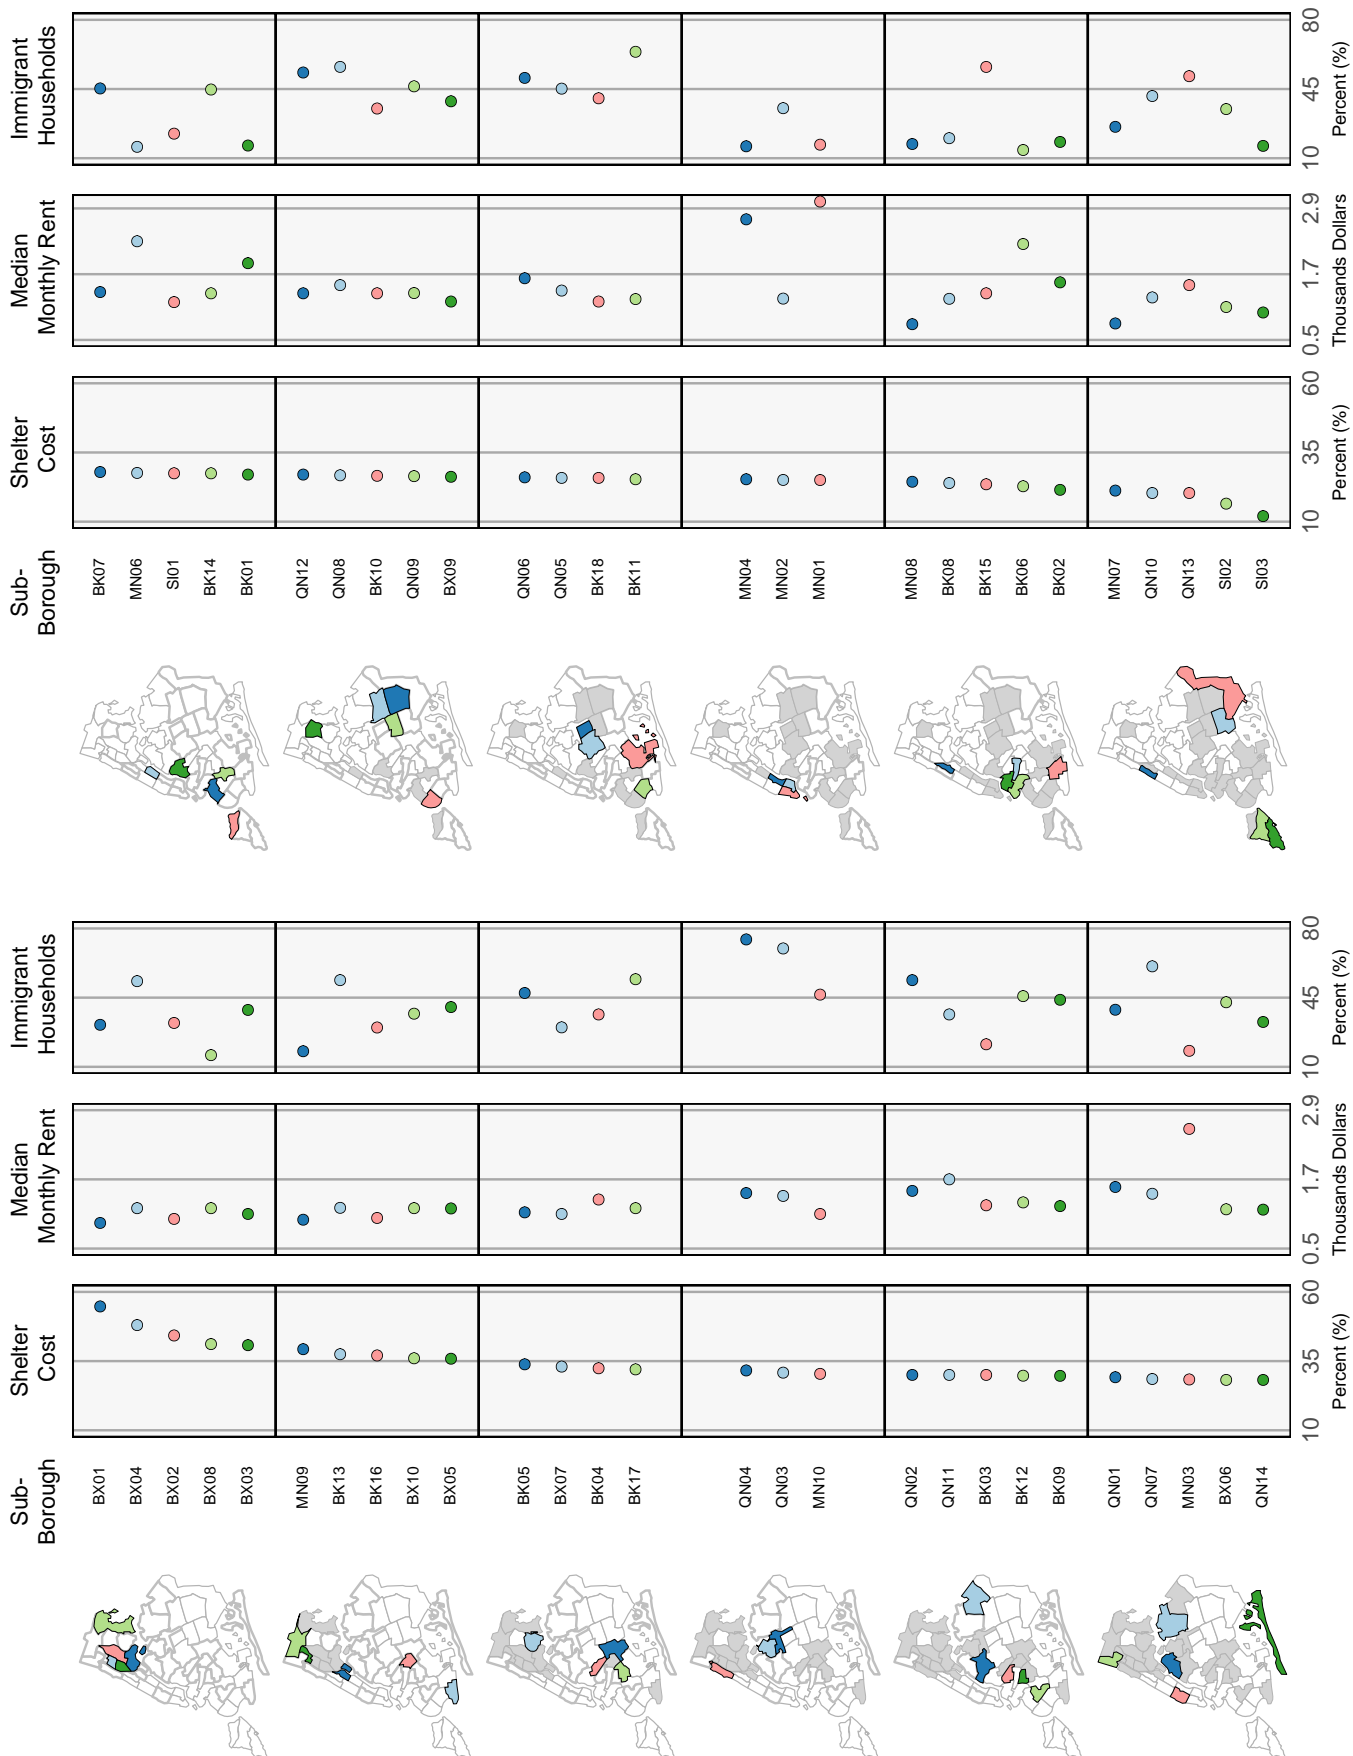 Sub-
Borough
Shelter
Cost
Median
Monthly Rent
Immigrant
Households
BX01
BX04
BX02
BX08
BX03
MN09
BK13
BK16
BX10
BX05
BK05
BX07
BK04
BK17
QN04
QN03
MN10
QN02
QN11
BK03
BK12
BK09
QN01
QN07
MN03
BX06
QN14
10 35 60
Percent (%)
0.5 1.7 2.9
Thousands Dollars
10 45 80
Percent (%)
Sub-
Borough
Shelter
Cost
Median
Monthly Rent
Immigrant
Households
BK07
MN06
SI01
BK14
BK01
QN12
QN08
BK10
QN09
BX09
QN06
QN05
BK18
BK11
MN04
MN02
MN01
MN08
BK08
BK15
BK06
BK02
MN07
QN10
QN13
SI02
SI03
10 35 60
Percent (%)
0.5 1.7 2.9
Thousands Dollars
10 45 80
Percent (%)